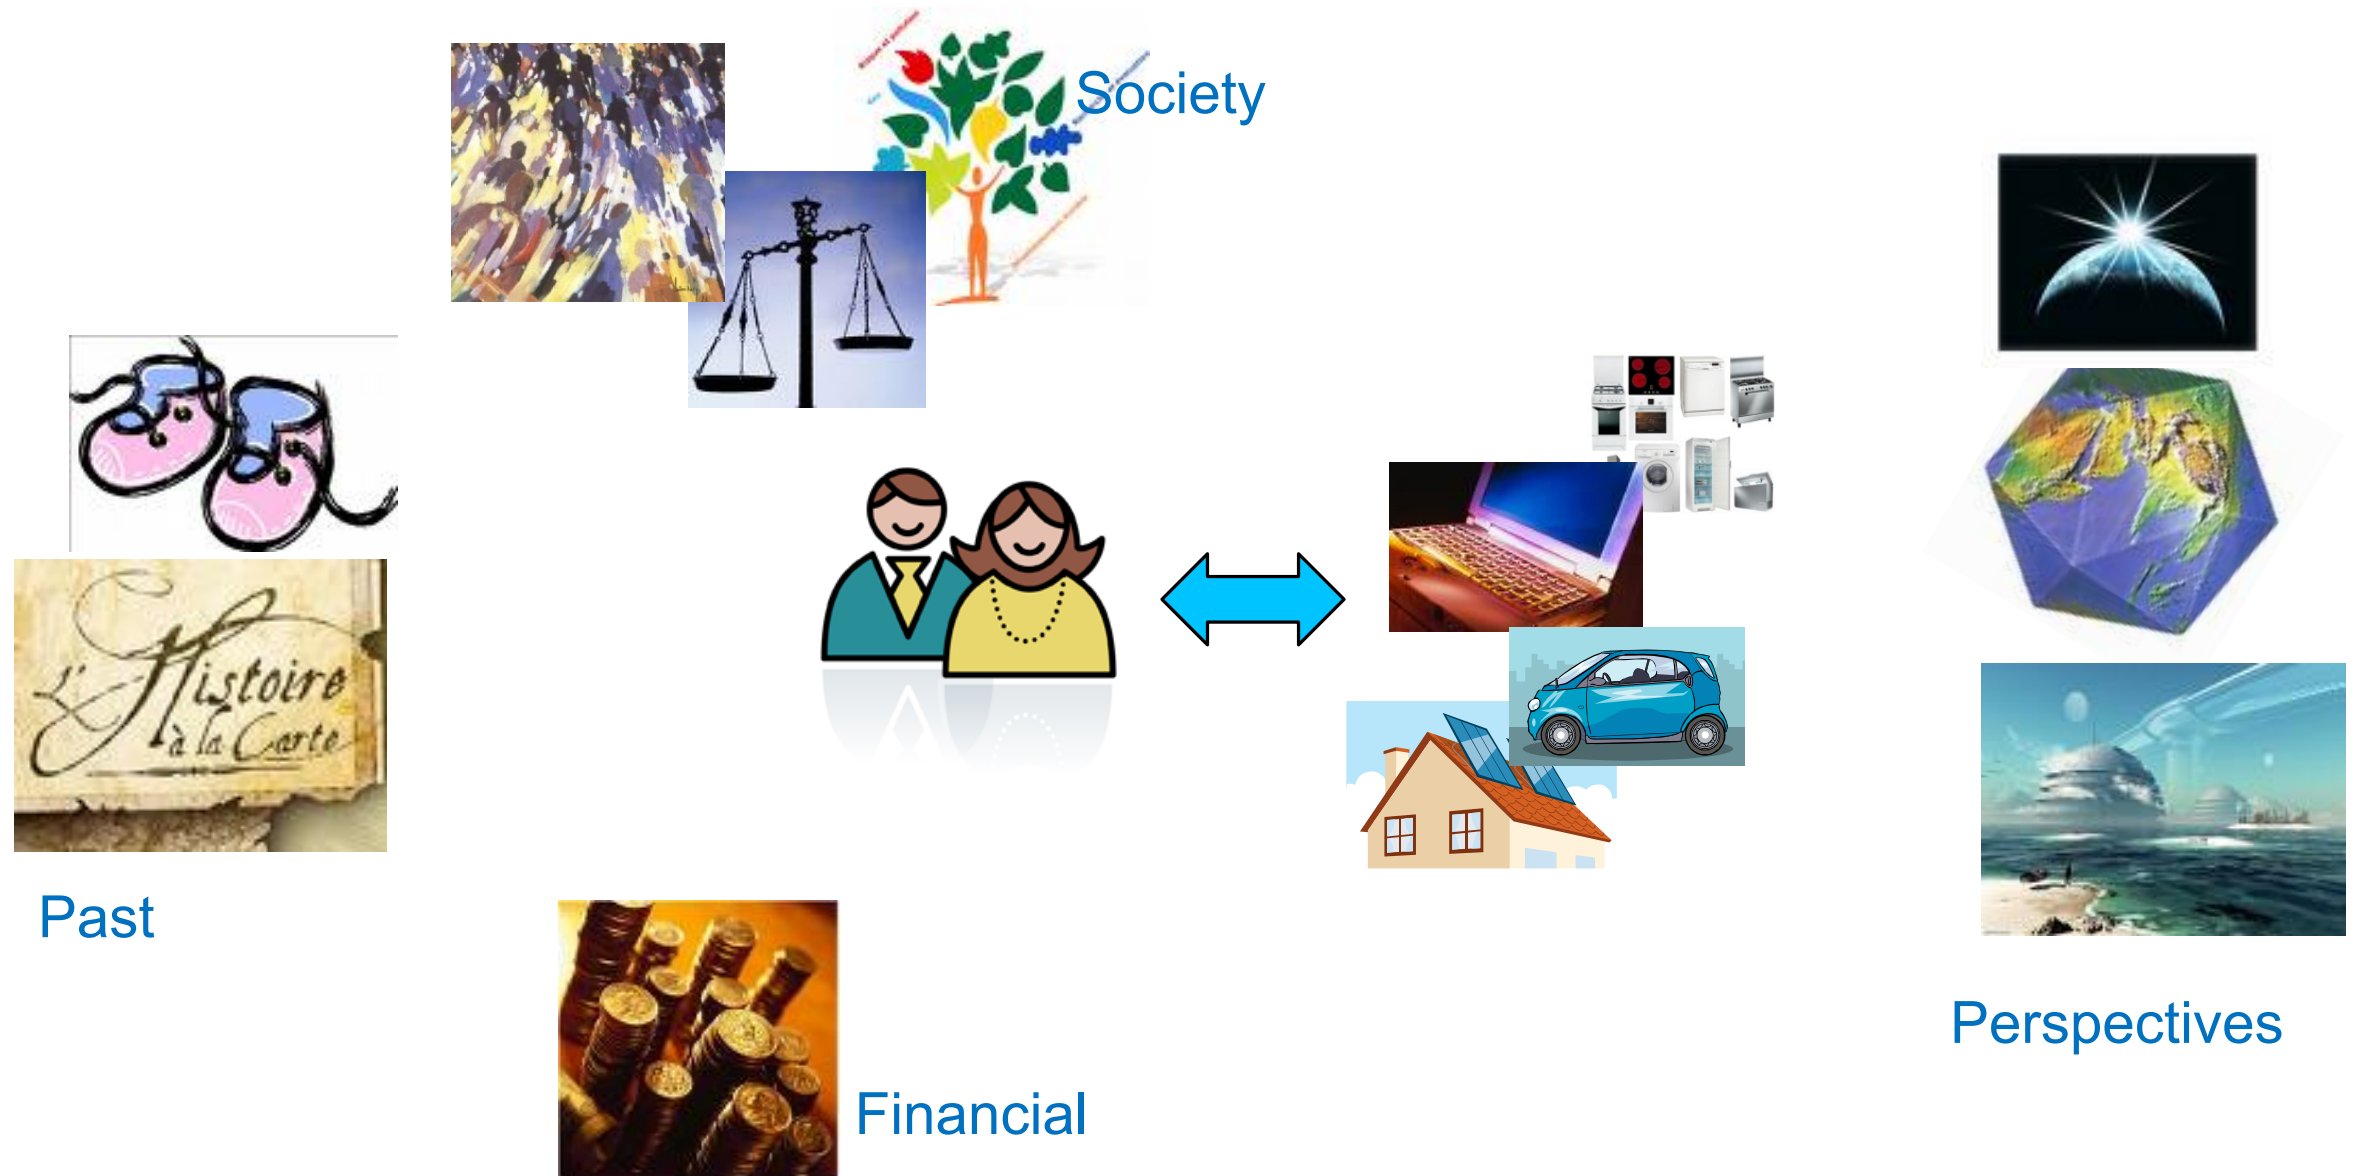 Society
L'Histoire
à la Carte
Past
Perspectives
Financial